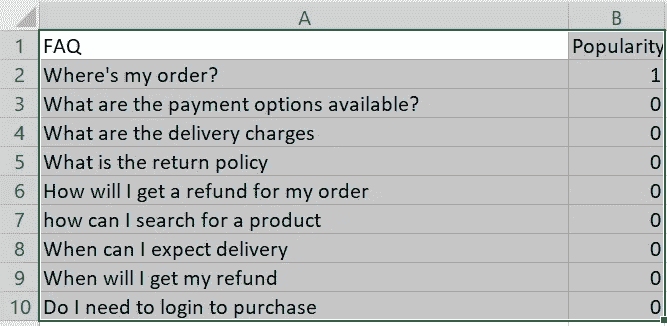 A B
1 FAQ Popularity
2 Where's my order? 1
3 What are the payment options available? 0
4 What are the delivery charges 0
5 What is the return policy 0
6 How will I get a refund for my order 0
7 how can I search for a product 0
8 When can I expect delivery 0
9 When will I get my refund 0
10 Do I need to login to purchase 0